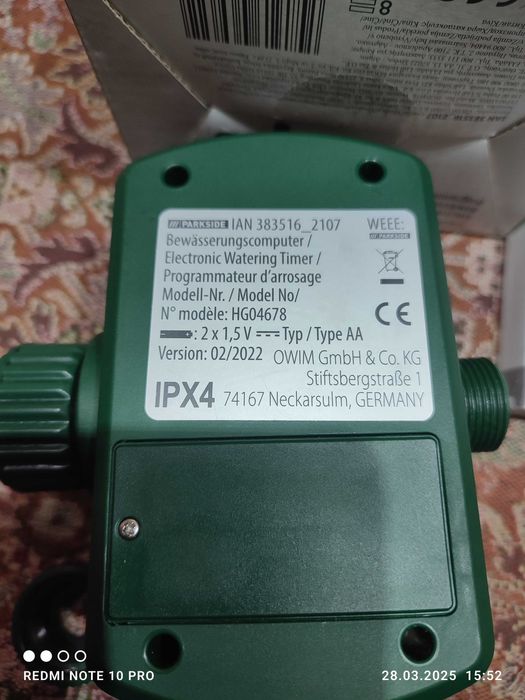 /// PARKSIDE IAN 383516_2107
WEEE:
/// PARKSIDE
Bewässerungscomputer /
Electronic Watering Timer /
Programmateur d'arrosage
Modell-Nr. / Model No/
N° modèle: HG04678
: 2 x 1,5 V Typ / Type AA
CE
Version: 02/2022 OWIM GmbH & Co. KG
Stiftsbergstraße 1
IPX4 74167 Neckarsulm, GERMANY
REDMI NOTE 10 PRO
28.03.2025 15:52